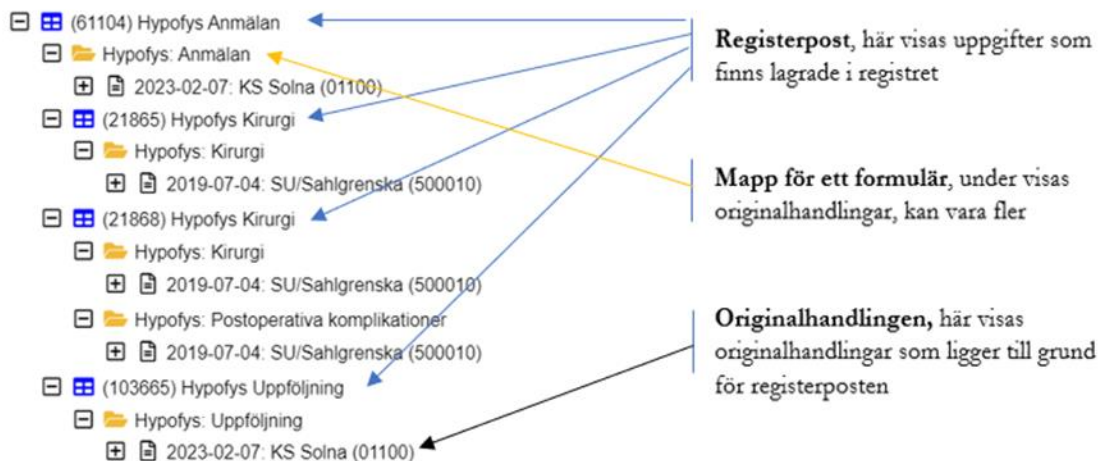 (61104) Hypofys Anmälan
Hypofys: Anmälan
2023-02-07: KS Solna (01100)
(21865) Hypofys Kirurgi
Hypofys: Kirurgi
2019-07-04: SU/Sahlgrenska (500010)
(21868) Hypofys Kirurgi
Hypofys: Kirurgi
2019-07-04: SU/Sahlgrenska (500010)
Hypofys: Postoperativa komplikationer
2019-07-04: SU/Sahlgrenska (500010)
(103665) Hypofys Uppföljning
Hypofys: Uppföljning
2023-02-07: KS Solna (01100)
Registerpost, här visas uppgifter som
finns lagrade i registret
Mapp för ett formulär, under visas
originalhandlingar, kan vara fler
Originalhandlingen, här visas
originalhandlingar som ligger till grund
för registerposten